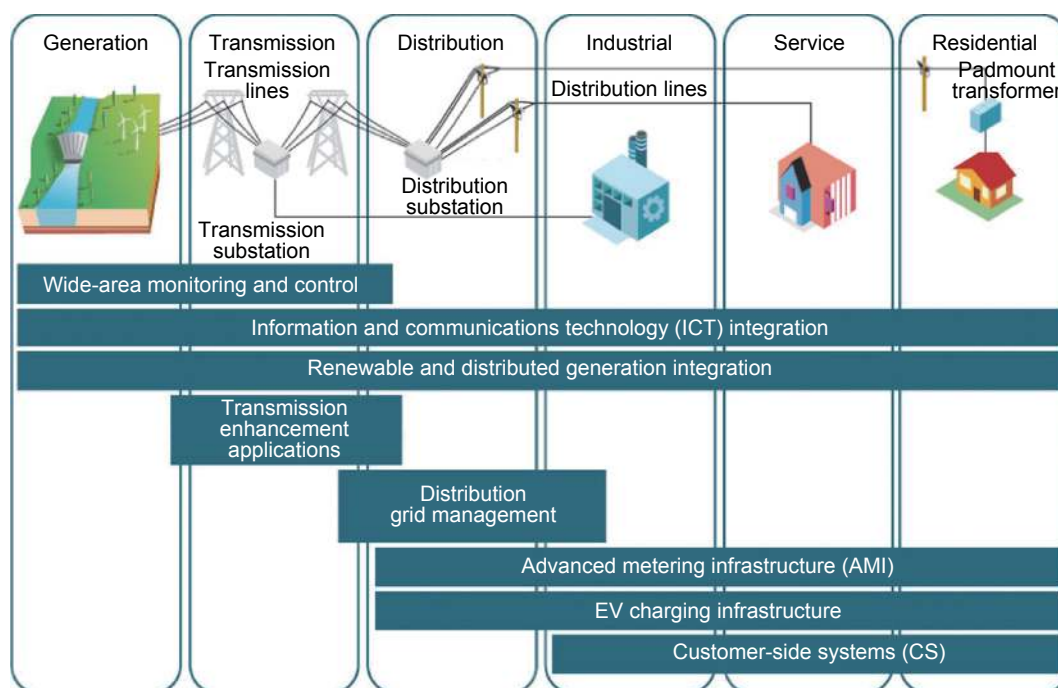 Generation
Transmission
Distribution
Industrial
Service
Residential
Transmission
lines
Distribution lines
Padmount
transformer
Distribution
substation
Transmission
substation
Wide-area monitoring and control
Information and communications technology (ICT) integration
Renewable and distributed generation integration
Transmission
enhancement
applications
Distribution
grid management
Advanced metering infrastructure (AMI)
EV charging infrastructure
Customer-side systems (CS)